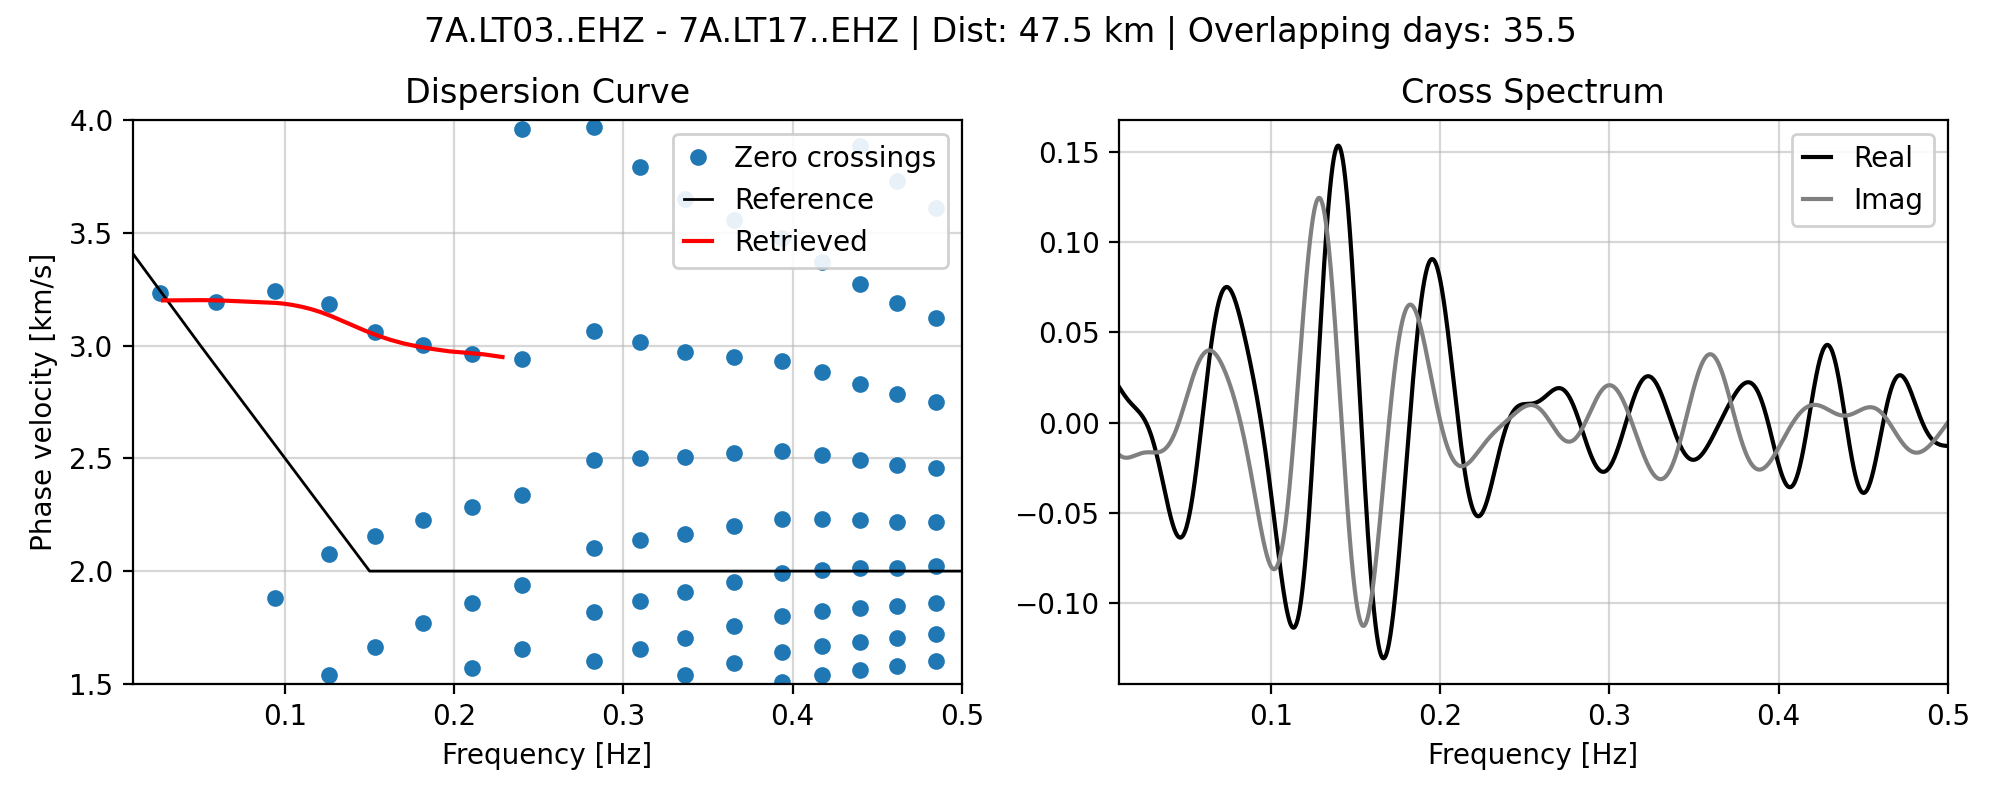 7A.LT03..EHZ - 7A.LT17..EHZ | Dist: 47.5 km | Overlapping days: 35.5
Dispersion Curve
4.0
3.5
3.0
2.5
2.0
1.5
Phase velocity [km/s]
0.1
0.2
0.3
0.4
0.5
Frequency [Hz]
Zero crossings
Reference
Retrieved
Cross Spectrum
0.15
0.10
0.05
0.00
−0.05
−0.10
0.1
0.2
0.3
0.4
0.5
Frequency [Hz]
Real
Imag